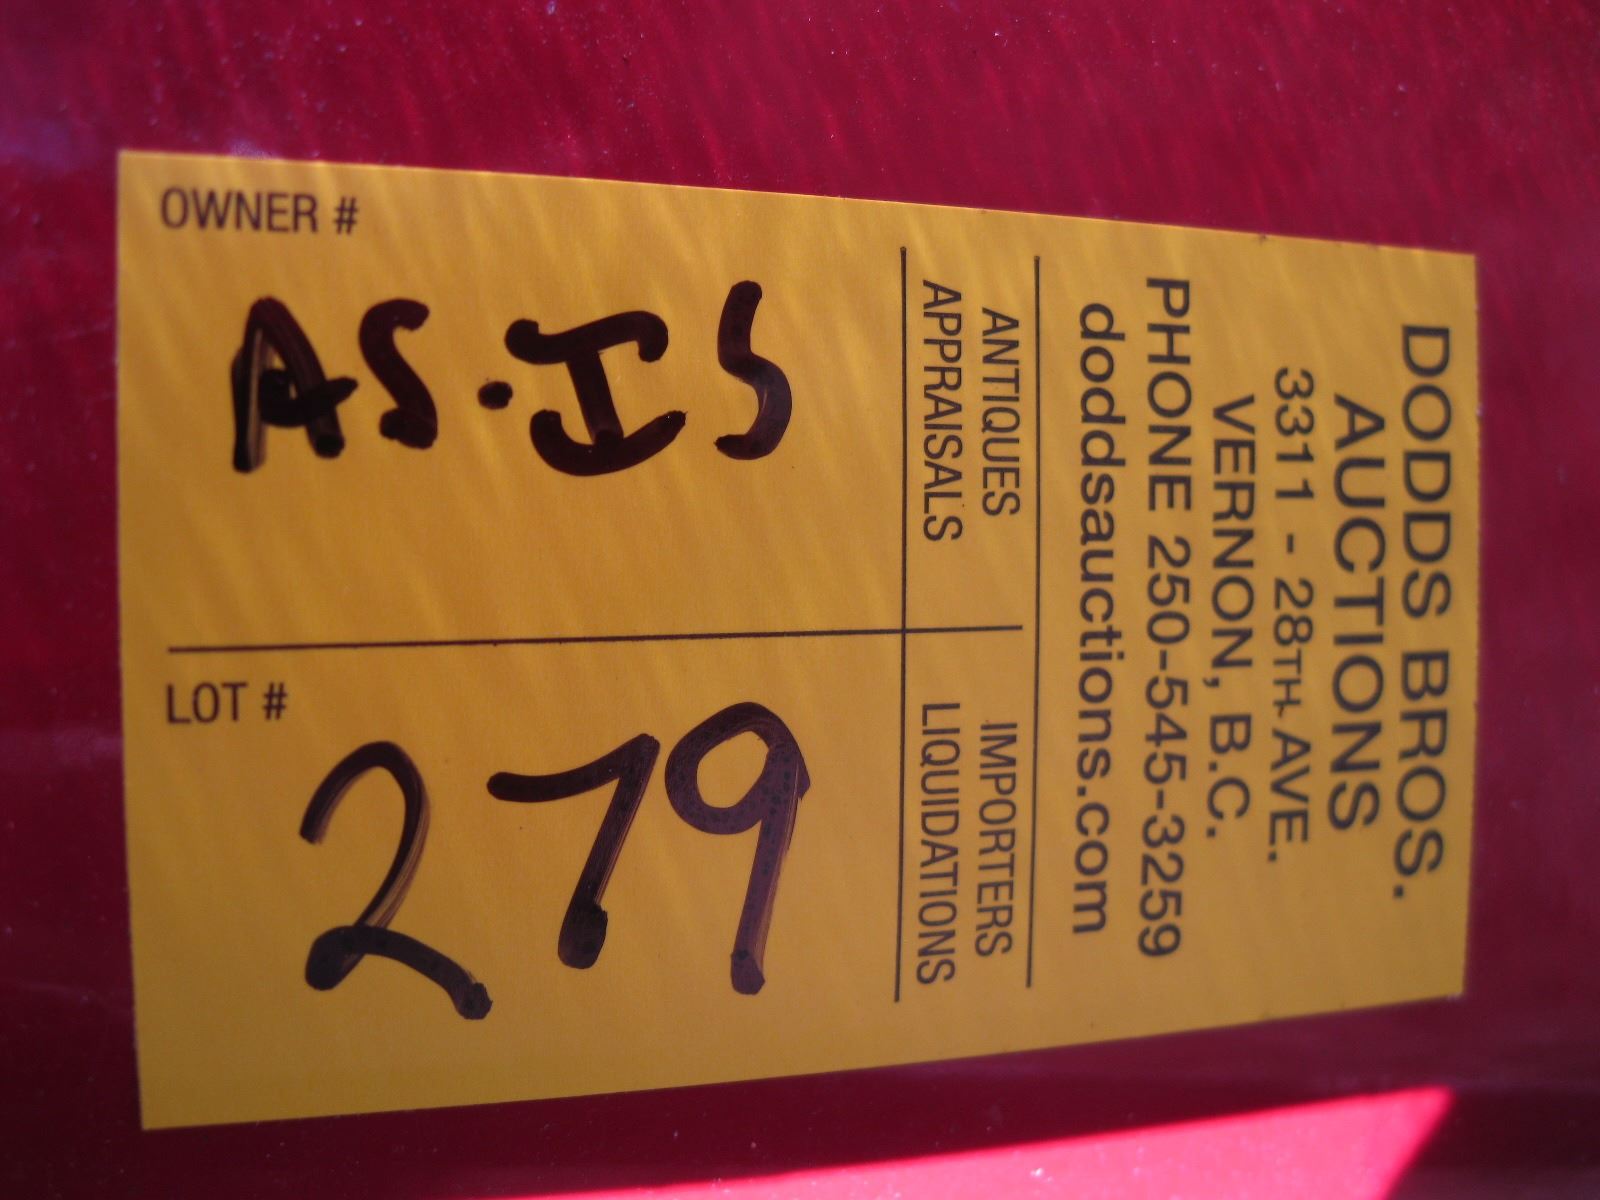 DODDS BROS.
AUCTIONS
3311 - 28TH AVE.
VERNON, B.C.
PHONE 250-545-3259
doddsauctions.com
ANTIQUES
APPRAISALS
IMPORTERS
LIQUIDATIONS
OWNER #
AS.IS
LOT #
279